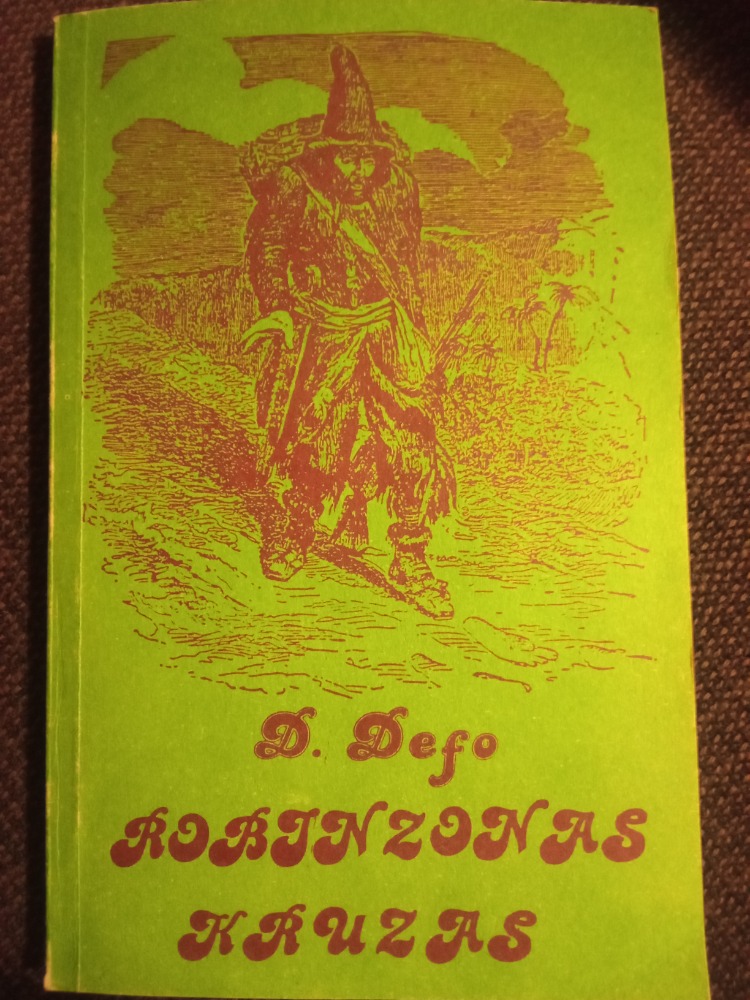 D. Defo
ROBINZONAS
KRUZAS